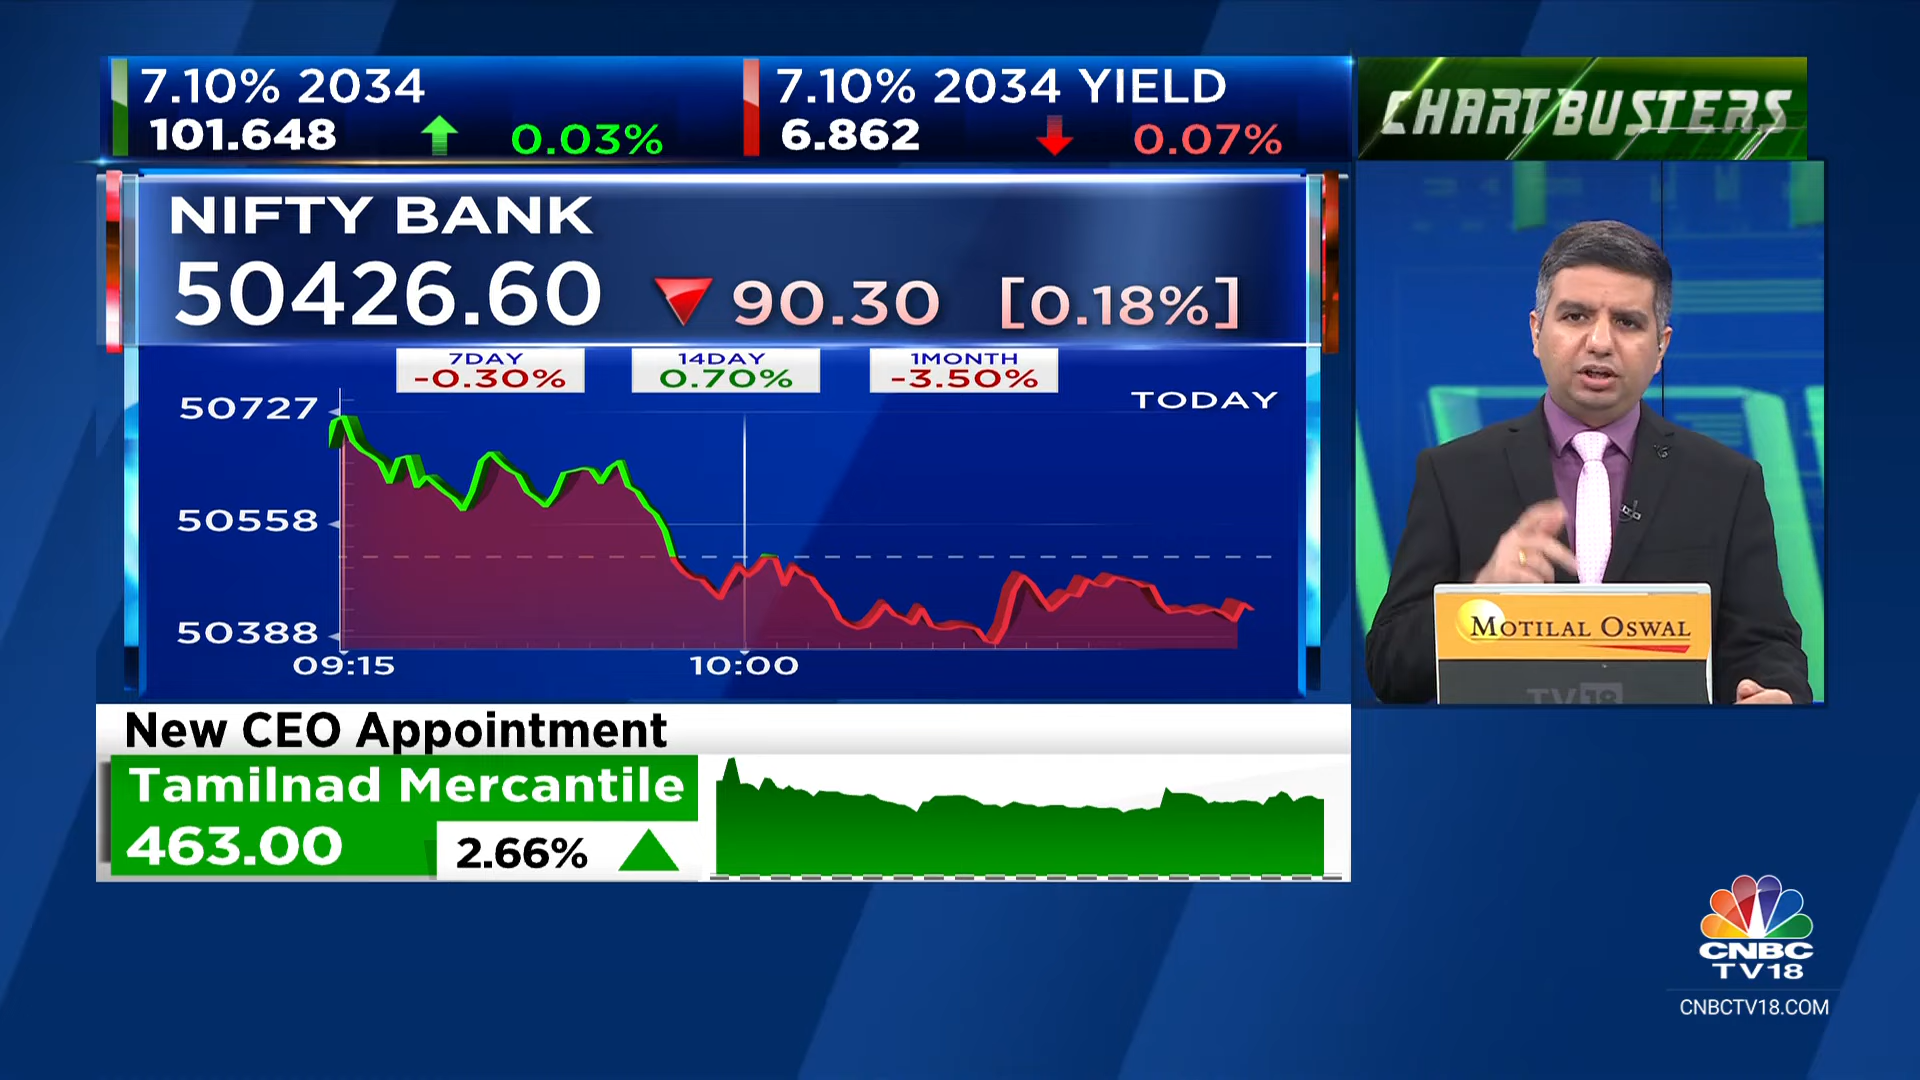 7.10% 2034
101.648 0.03%
7.10% 2034 YIELD
6.862 0.07%
CHARTBUSTERS
NIFTY BANK
50426.60 90.30 [0.18%]
7DAY
-0.30%
14DAY
0.70%
1MONTH
-3.50%
TODAY
50727
50558
50388
09:15 10:00
MOTILAL OSWAL
TV18
New CEO Appointment
Tamilnad Mercantile
463.00 2.66%
CNBC
TV18
CNBCTV18.COM